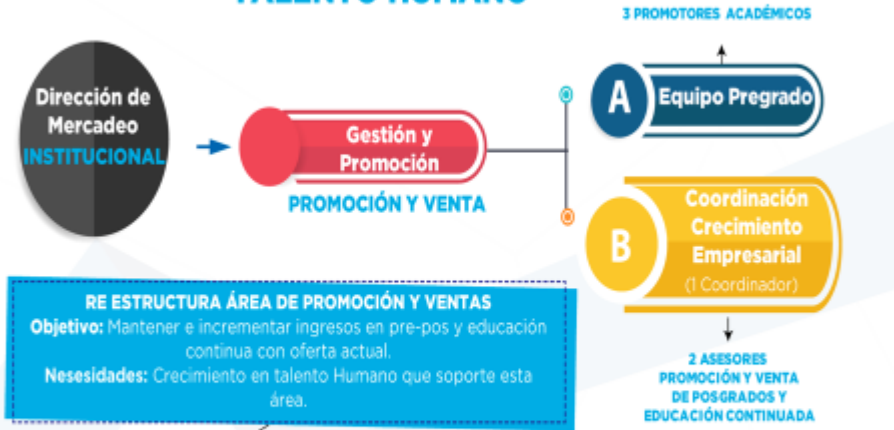 TALENTO HUMANO
3 PROMOTORES ACADÉMICOS
Dirección de
Mercadeo
INSTITUCIONAL
Gestión y
Promoción
PROMOCIÓN Y VENTA
A
Equipo Pregrado
B
Coordinación
Crecimiento
Empresarial
(1 Coordinador)
2 ASESORES
PROMOCIÓN Y VENTA
DE POSGRADOS Y
EDUCACIÓN CONTINUADA
RE ESTRUCTURA ÁREA DE PROMOCIÓN Y VENTAS
Objetivo: Mantener e incrementar ingresos en pre-pos y educación
continua con oferta actual.
Nesesidades: Crecimiento en talento Humano que soporte esta
área.